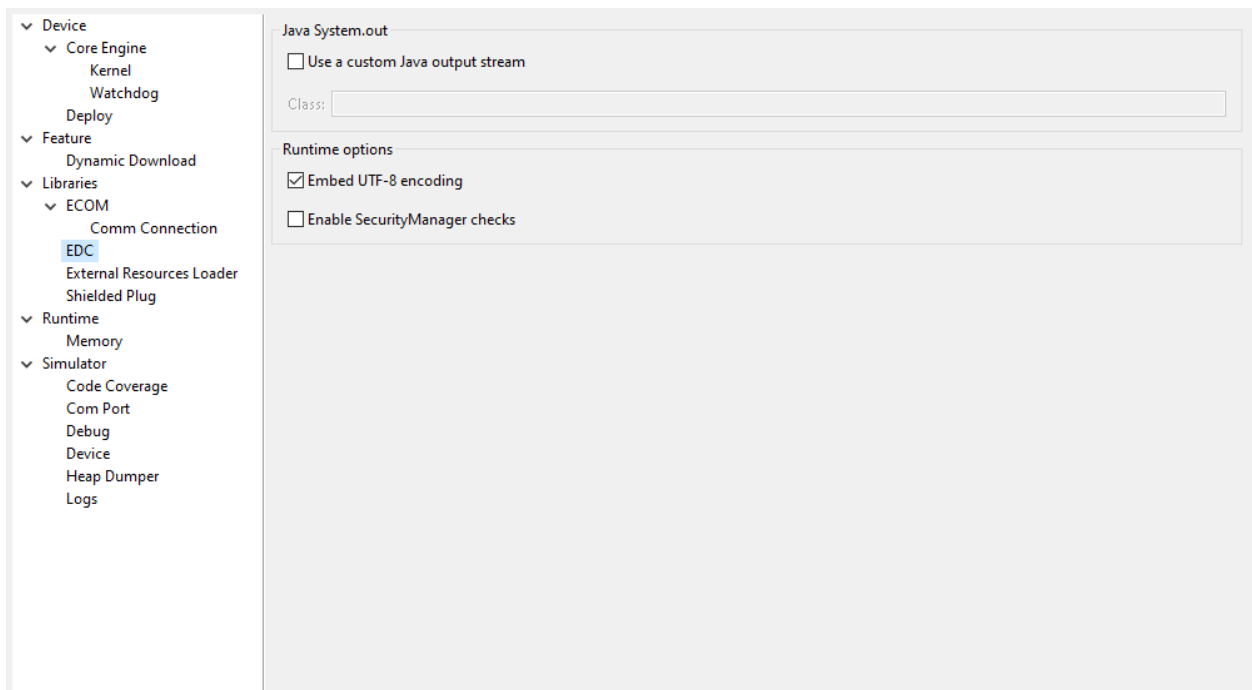 Device
Core Engine
Kernel
Watchdog
Deploy
Feature
Dynamic Download
Libraries
ECOM
Comm Connection
EDC
External Resources Loader
Shielded Plug
Runtime
Memory
Simulator
Code Coverage
Com Port
Debug
Device
Heap Dumper
Logs
Java System.out
Use a custom Java output stream
Class:
Runtime options
Embed UTF-8 encoding
Enable SecurityManager checks